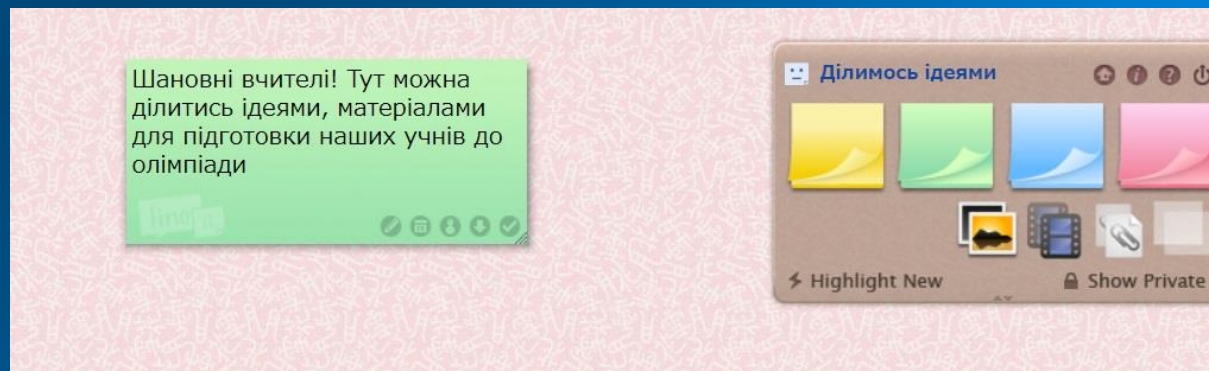 Шановні вчителі! Тут можна
ділитись ідеями, матеріалами
для підготовки наших учнів до
олімпіади
lino
Ділимось ідеями
Highlight New
Show Private